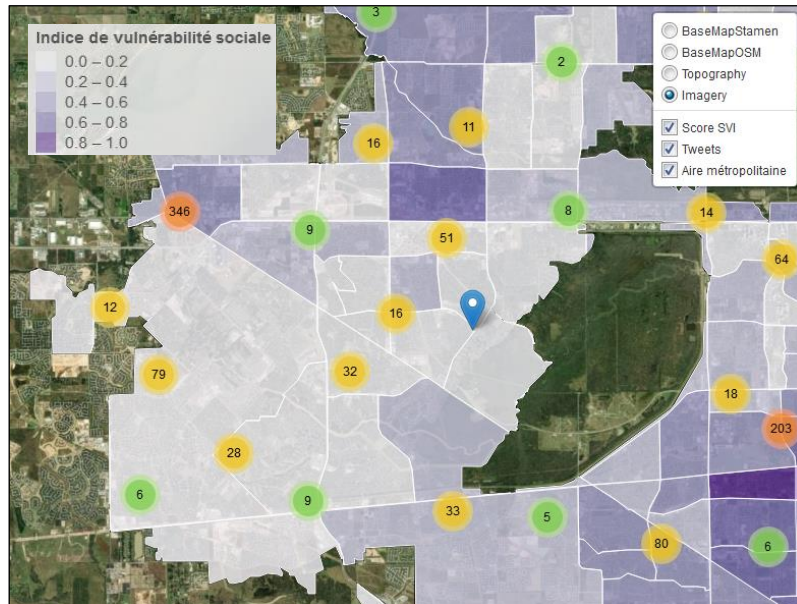 3
Indice de vulnérabilité sociale
0.0 – 0.2
0.2 – 0.4
0.4 – 0.6
0.6 – 0.8
0.8 – 1.0
BaseMapStamen
BaseMapOSM
Topography
Imagery
Score SVI
Tweets
Aire métropolitaine
2
11
16
346
9
8
14
51
64
12
16
79
32
18
203
28
6
9
33
5
80
6